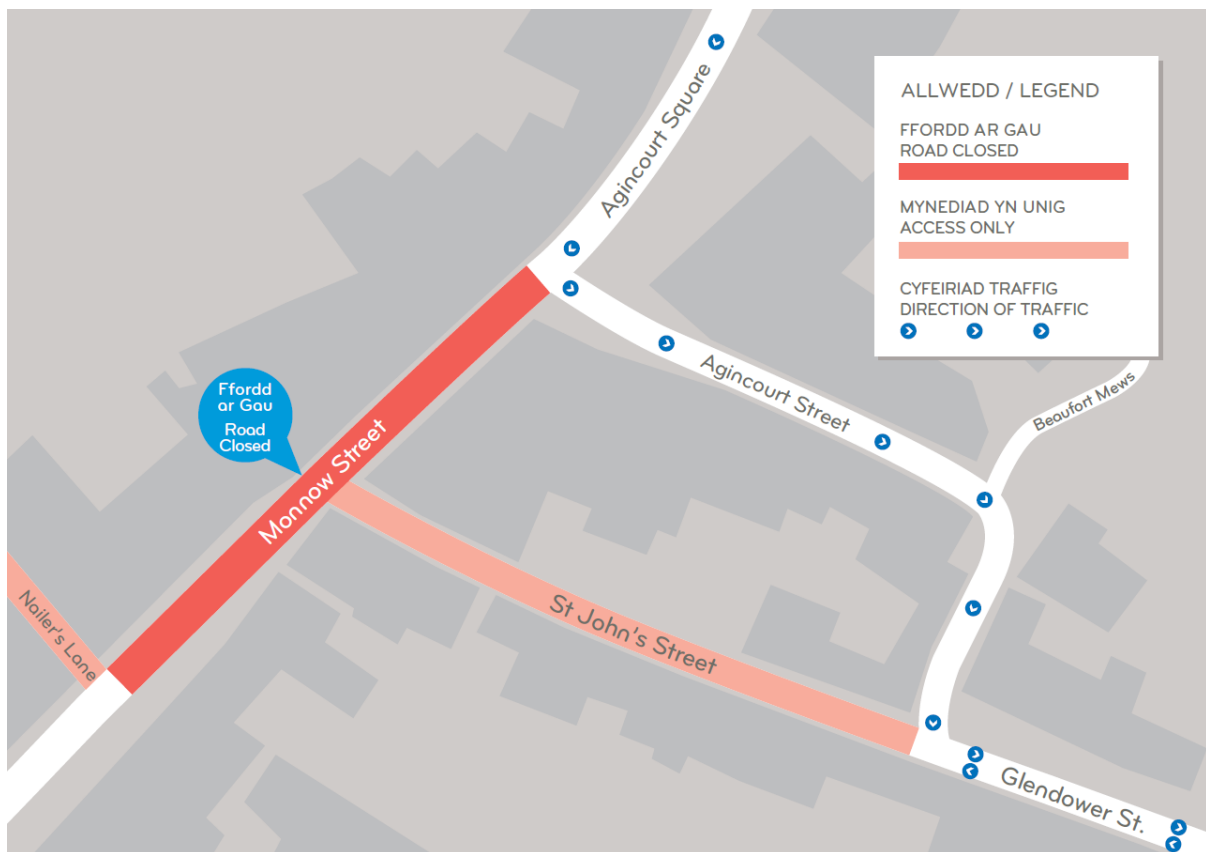 Agincourt Square
ALLWEDD / LEGEND
FFORDD AR GAU
ROAD CLOSED
MYNEDIAD YN UNIG
ACCESS ONLY
CYFEIRIAD TRAFFIG
DIRECTION OF TRAFFIC
Ffordd
ar Gau
Road
Closed
Monnow Street
Agincourt Street
Beaufort Mews
Nailer's Lane
St John's Street
Glendower St.